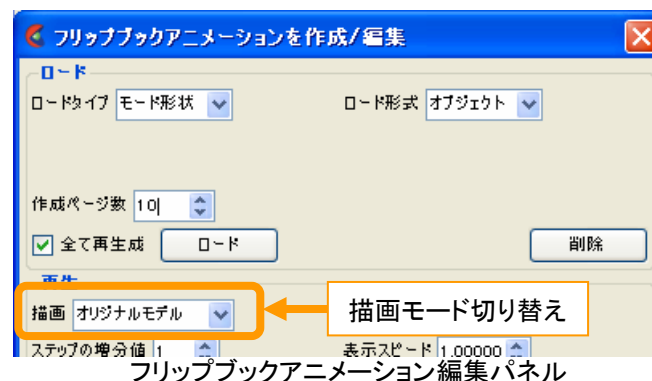 フリップブックアニメーションを作成/編集
ロード
ロードタイプ モード形状 ロード形式 オブジェクト
作成ページ数 10
全て再生成 ロード 削除
再生
描画 オリジナルモデル 描画モード切り替え
ステップの増分値 1 表示スピード 1.00000
フリップブックアニメーション編集パネル